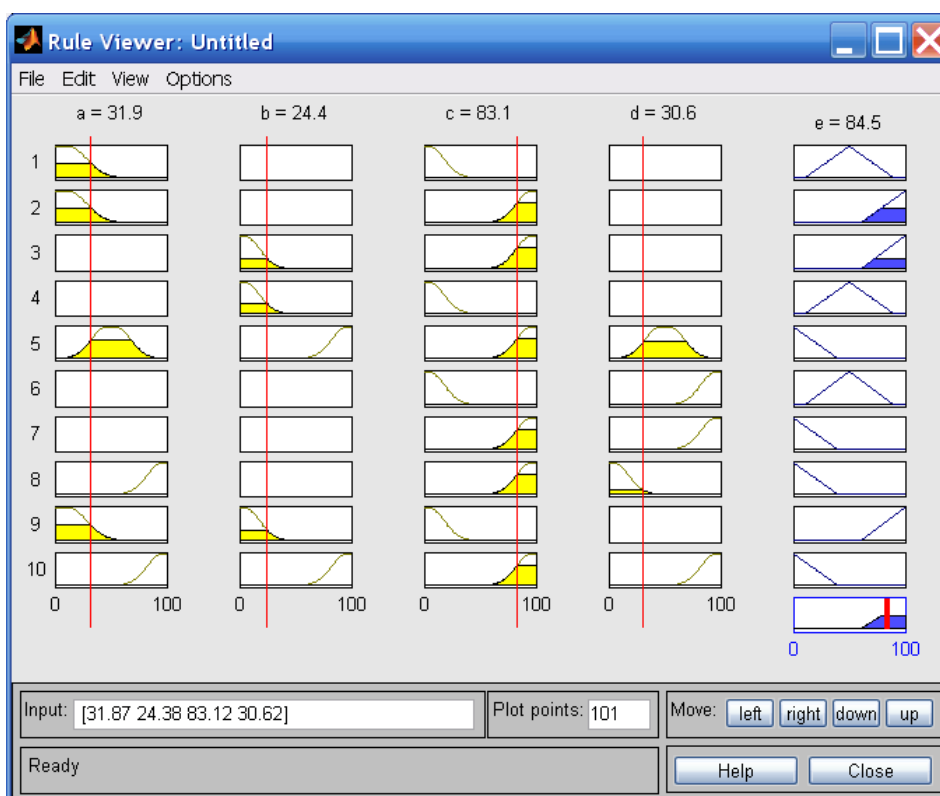 Rule Viewer: Untitled
File Edit View Options
a = 31.9 b = 24.4 c = 83.1 d = 30.6 e = 84.5
1
2
3
4
5
6
7
8
9
10
0 100 0 100 0 100 0 100
0 100
Input: [31.87 24.38 83.12 30.62] Plot points: 101 Move: left right down up
Ready Help Close